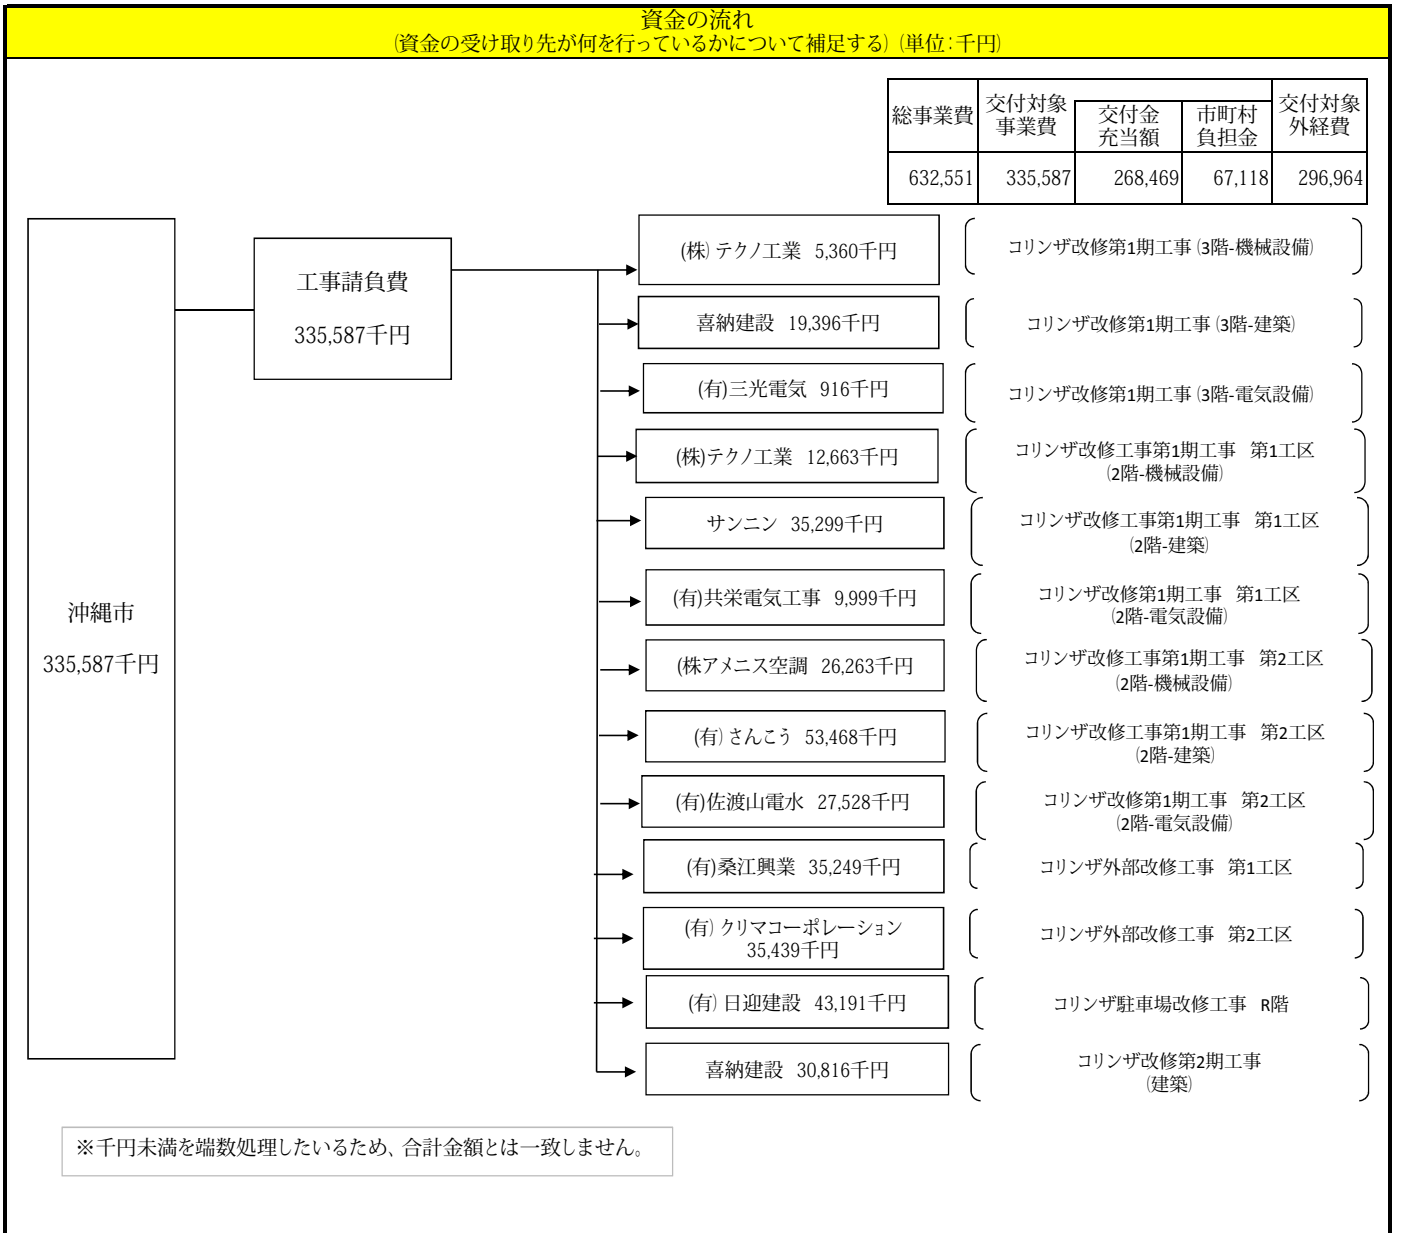 資金の流れ
(資金の受け取り先が何を行っているかについて補足する) (単位:千円)
総事業費
交付対象
事業費
交付金
充当額
市町村
負担金
交付対象
外経費
632,551 335,587 268,469 67,118 296,964
沖縄市
335,587千円
工事請負費
335,587千円
(株)テクノ工業 5,360千円
コリンザ改修第1期工事(3階-機械設備)
喜納建設 19,396千円
コリンザ改修第1期工事(3階-建築)
(有)三光電気 916千円
コリンザ改修第1期工事(3階-電気設備)
(株)テクノ工業 12,663千円
コリンザ改修工事第1期工事 第1工区
(2階-機械設備)
サンニン 35,299千円
コリンザ改修工事第1期工事 第1工区
(2階-建築)
(有)共栄電気工事 9,999千円
コリンザ改修第1期工事 第1工区
(2階-電気設備)
(株アメニス空調 26,263千円
コリンザ改修工事第1期工事 第2工区
(2階-機械設備)
(有)さんこう 53,468千円
コリンザ改修工事第1期工事 第2工区
(2階-建築)
(有)佐渡山電水 27,528千円
コリンザ改修第1期工事 第2工区
(2階-電気設備)
(有)桑江興業 35,249千円
コリンザ外部改修工事 第1工区
(有)クリマコーポレーション
35,439千円
コリンザ外部改修工事 第2工区
(有)日迎建設 43,191千円
コリンザ駐車場改修工事 R階
喜納建設 30,816千円
コリンザ改修第2期工事
(建築)
※千円未満を端数処理したいるため、合計金額とは一致しません。